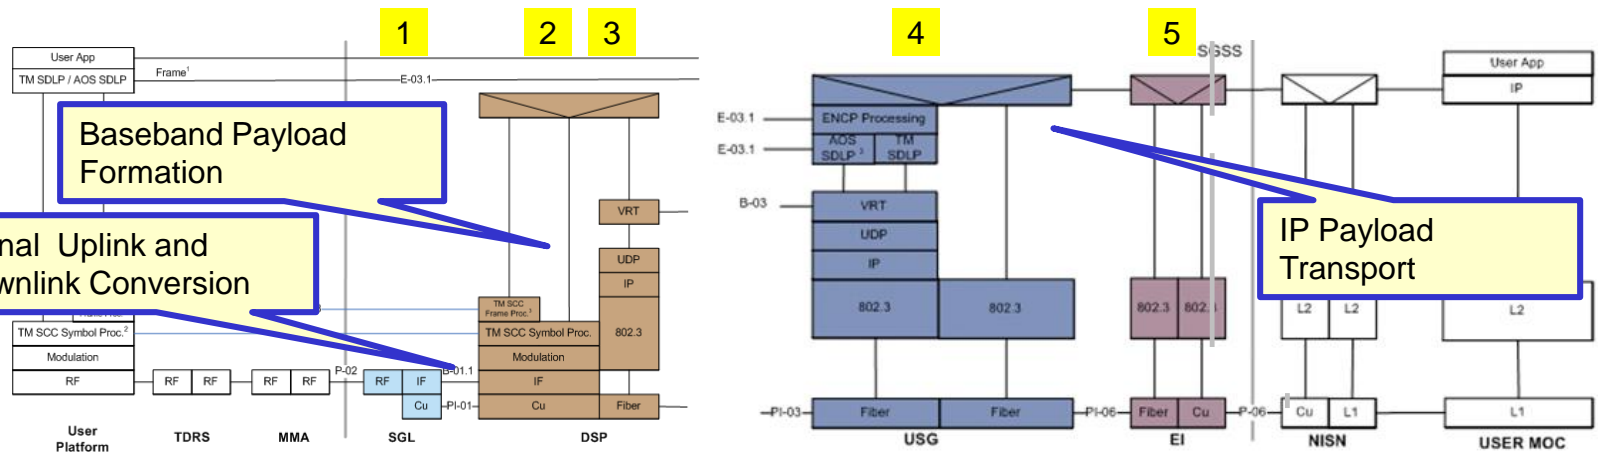 1
2
3
4
5
SGSS
User App
TM SDLP / AOS SDLP
Frame1
E-03.1
Baseband Payload
Formation
nal Uplink and
wnlink Conversion
TM SCC Symbol Proc.2
Modulation
RF
RF
RF
RF
RF
P-02
RF
IF
Cu
B-01.1
PI-01
VRT
UDP
IP
802.3
TM SCC
Frame Proc.1
TM SCC Symbol Proc.
Modulation
IF
Cu
Fiber
User
Platform
TDRS
MMA
SGL
DSP
E-03.1
E-03.1
B-03
ENCP Processing
AOS
SDLP 3
TM
SDLP
VRT
UDP
IP
802.3
802.3
PI-03
Fiber
Fiber
PI-06
USG
802.3
802.
Fiber
Cu
P-06
EI
IP Payload
Transport
L2
L2
Cu
L1
NISN
User App
IP
L2
L1
USER MOC